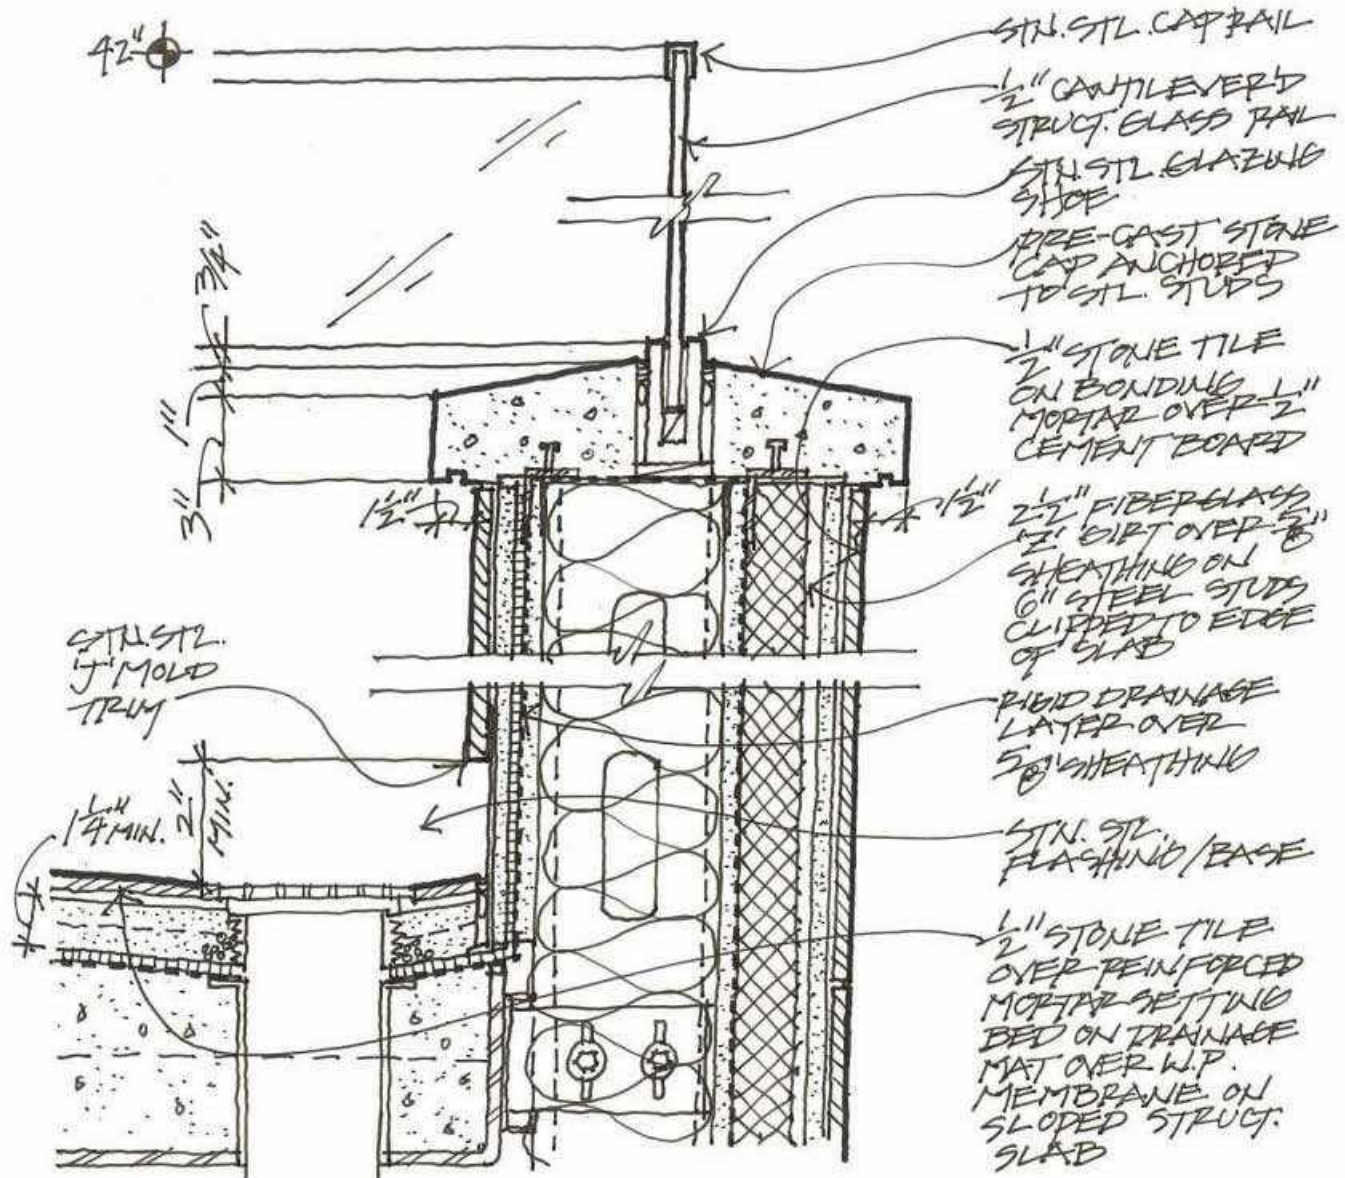 42"
STN. STL. CAP RAIL
1/2" CANTILEVER'D
STRUCT. GLASS RAIL
STN. STL. GLAZING
SHOE
PRE-CAST STONE
CAP ANCHORED
TO STL. STUDS
1/2" STONE TILE
ON BONDING
MORTAR OVER 1/2"
CEMENT BOARD
2 1/2" FIBERGLASS
'Z' GIRT OVER 5/8"
SHEATHING ON
6" STEEL STUDS
CLIPPED TO EDGE
OF SLAB
RIGID DRAINAGE
LAYER OVER
5/8" SHEATHING
STN. STL.
FLASHING / BASE
1/2" STONE TILE
OVER REINFORCED
MORTAR SETTING
BED ON DRAINAGE
MAT OVER W.P.
MEMBRANE ON
SLOPED STRUCT.
SLAB
3/4"
1"
3"
1 1/2"
1 1/2"
STN. STL.
'J' MOLD
TRIM
2"
MIN.
1 1/4" MIN.